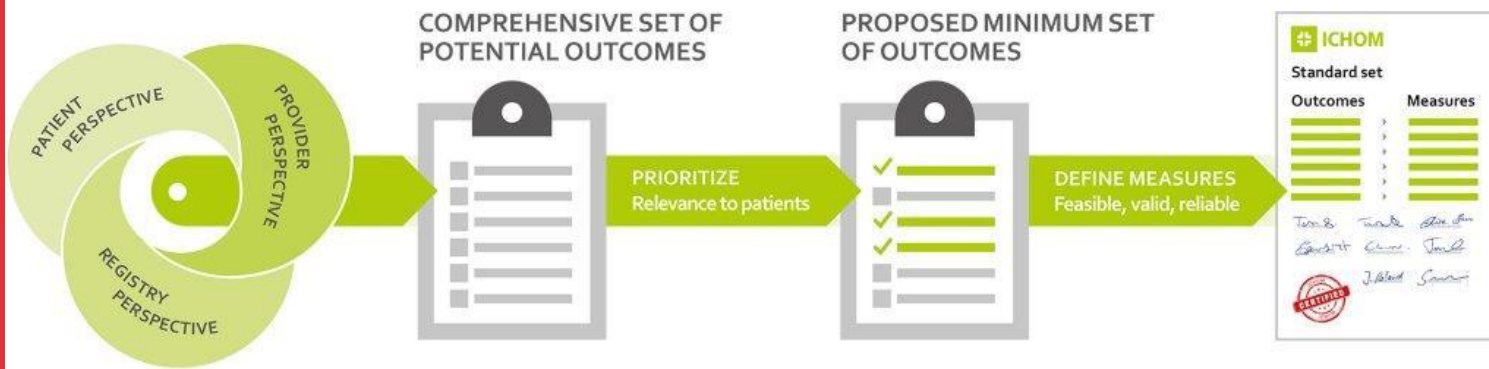 PATIENT
PERSPECTIVE
PROVIDER
PERSPECTIVE
REGISTRY
PERSPECTIVE
COMPREHENSIVE SET OF
POTENTIAL OUTCOMES
PRIORITIZE
Relevance to patients
PROPOSED MINIMUM SET
OF OUTCOMES
DEFINE MEASURES
Feasible, valid, reliable
ICHOM
Standard set
Outcomes Measures
CERTIFIED